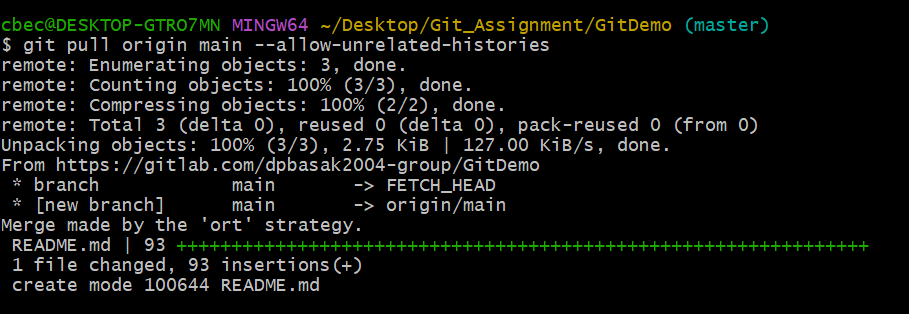 cbec@DESKTOP-GTRO7MN MINGW64 ~/Desktop/Git_Assignment/GitDemo (master)
$ git pull origin main --allow-unrelated-histories
remote: Enumerating objects: 3, done.
remote: Counting objects: 100% (3/3), done.
remote: Compressing objects: 100% (2/2), done.
remote: Total 3 (delta 0), reused 0 (delta 0), pack-reused 0 (from 0)
Unpacking objects: 100% (3/3), 2.75 KiB | 127.00 KiB/s, done.
From https://gitlab.com/dpbasak2004-group/GitDemo
 * branch            main       -> FETCH_HEAD
 * [new branch]      main       -> origin/main
Merge made by the 'ort' strategy.
 README.md | 93 +++++++++++++++++++++++++++++++++++++++++++++++++++++++++++++++
 1 file changed, 93 insertions(+)
 create mode 100644 README.md